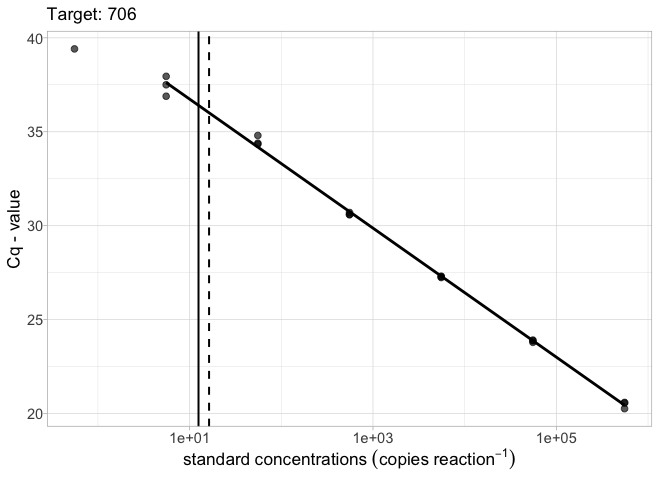 Target: 706
40
35
30
25
20
Cq - value
1e+01 1e+03 1e+05
standard concentrations (copies reaction⁻¹)